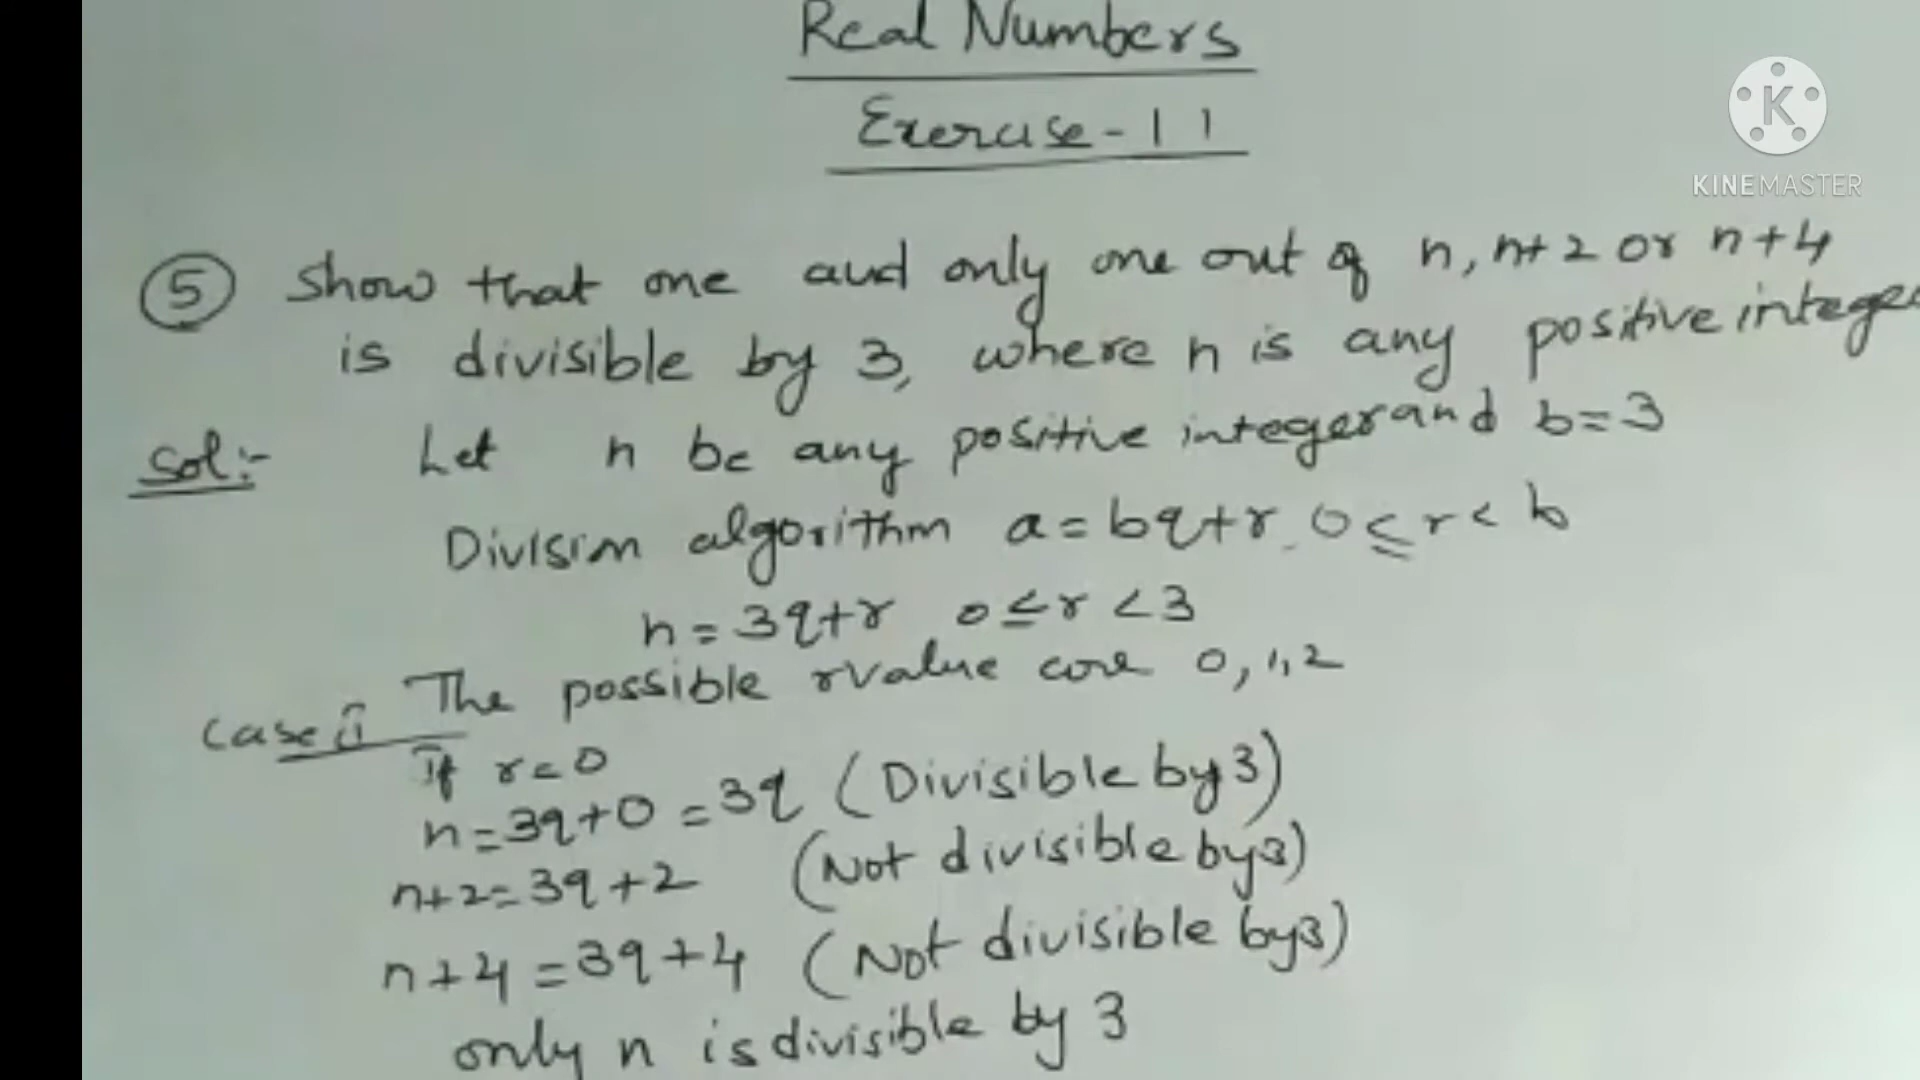 Real Numbers
Exercise-11
KINEMASTER
5 Show that one and only one out of n, n+2 or n+4
is divisible by 3, where n is any positive integer
Sol:- Let n be any positive integer and b=3
Division algorithm a=bq+r 0≤r<b
n=3q+r 0≤r<3
The possible r value are 0,1,2
Case i)
If r=0
n=3q+0=3q (Divisible by 3)
n+2=3q+2 (Not divisible by 3)
n+4=3q+4 (Not divisible by 3)
only n is divisible by 3